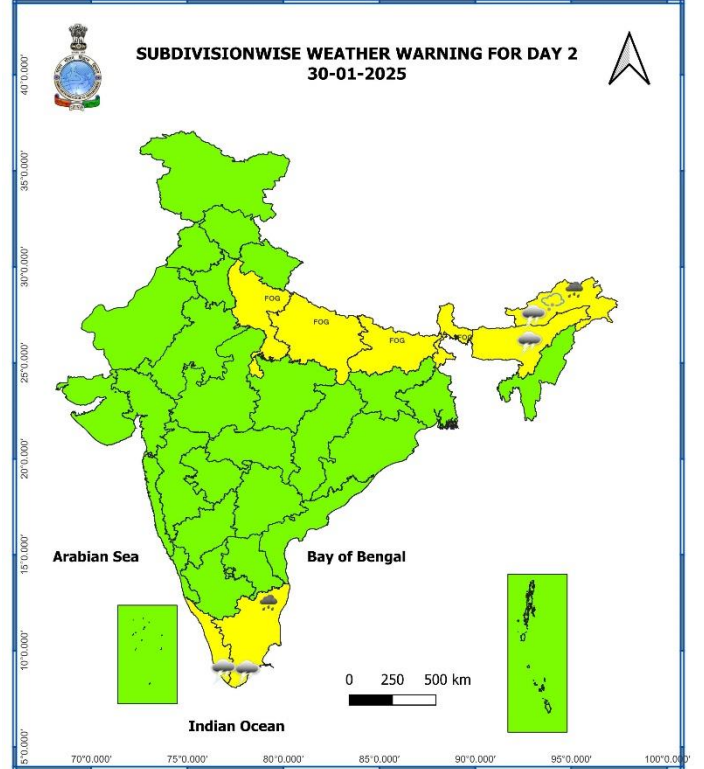 SUBDIVISIONWISE WEATHER WARNING FOR DAY 2
30-01-2025
40°0.000'
35°0.000'
30°0.000'
25°0.000'
20°0.000'
15°0.000'
10°0.000'
5°0.000'
FOG
FOG
FOG
Arabian Sea
Bay of Bengal
0 250 500 km
Indian Ocean
70°0.000' 75°0.000' 80°0.000' 85°0.000' 90°0.000' 95°0.000' 100°0.000'